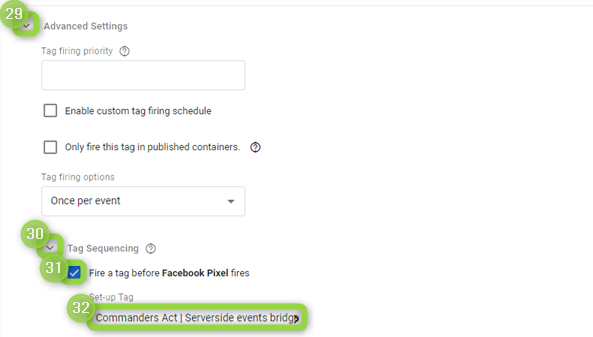 29
Advanced Settings
Tag firing priority ?
Enable custom tag firing schedule
Only fire this tag in published containers. ?
Tag firing options
Once per event
30
Tag Sequencing ?
31
Fire a tag before Facebook Pixel fires
Set-up Tag
32
Commanders Act | Serverside events bridge